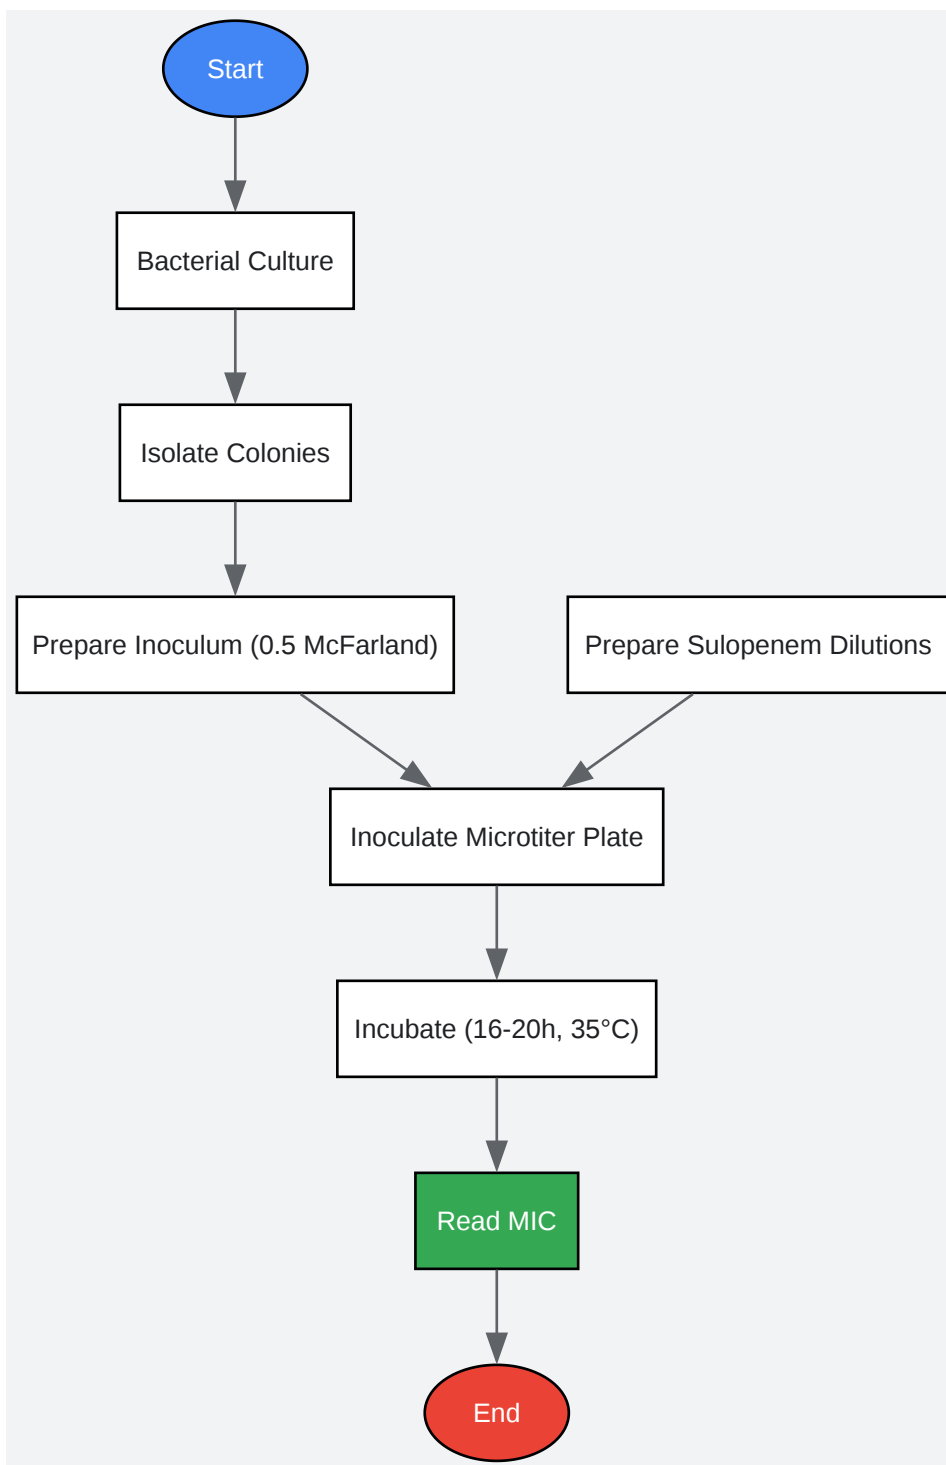 Start
Bacterial Culture
Isolate Colonies
Prepare Inoculum (0.5 McFarland)
Prepare Sulopenem Dilutions
Inoculate Microtiter Plate
Incubate (16-20h, 35°C)
Read MIC
End